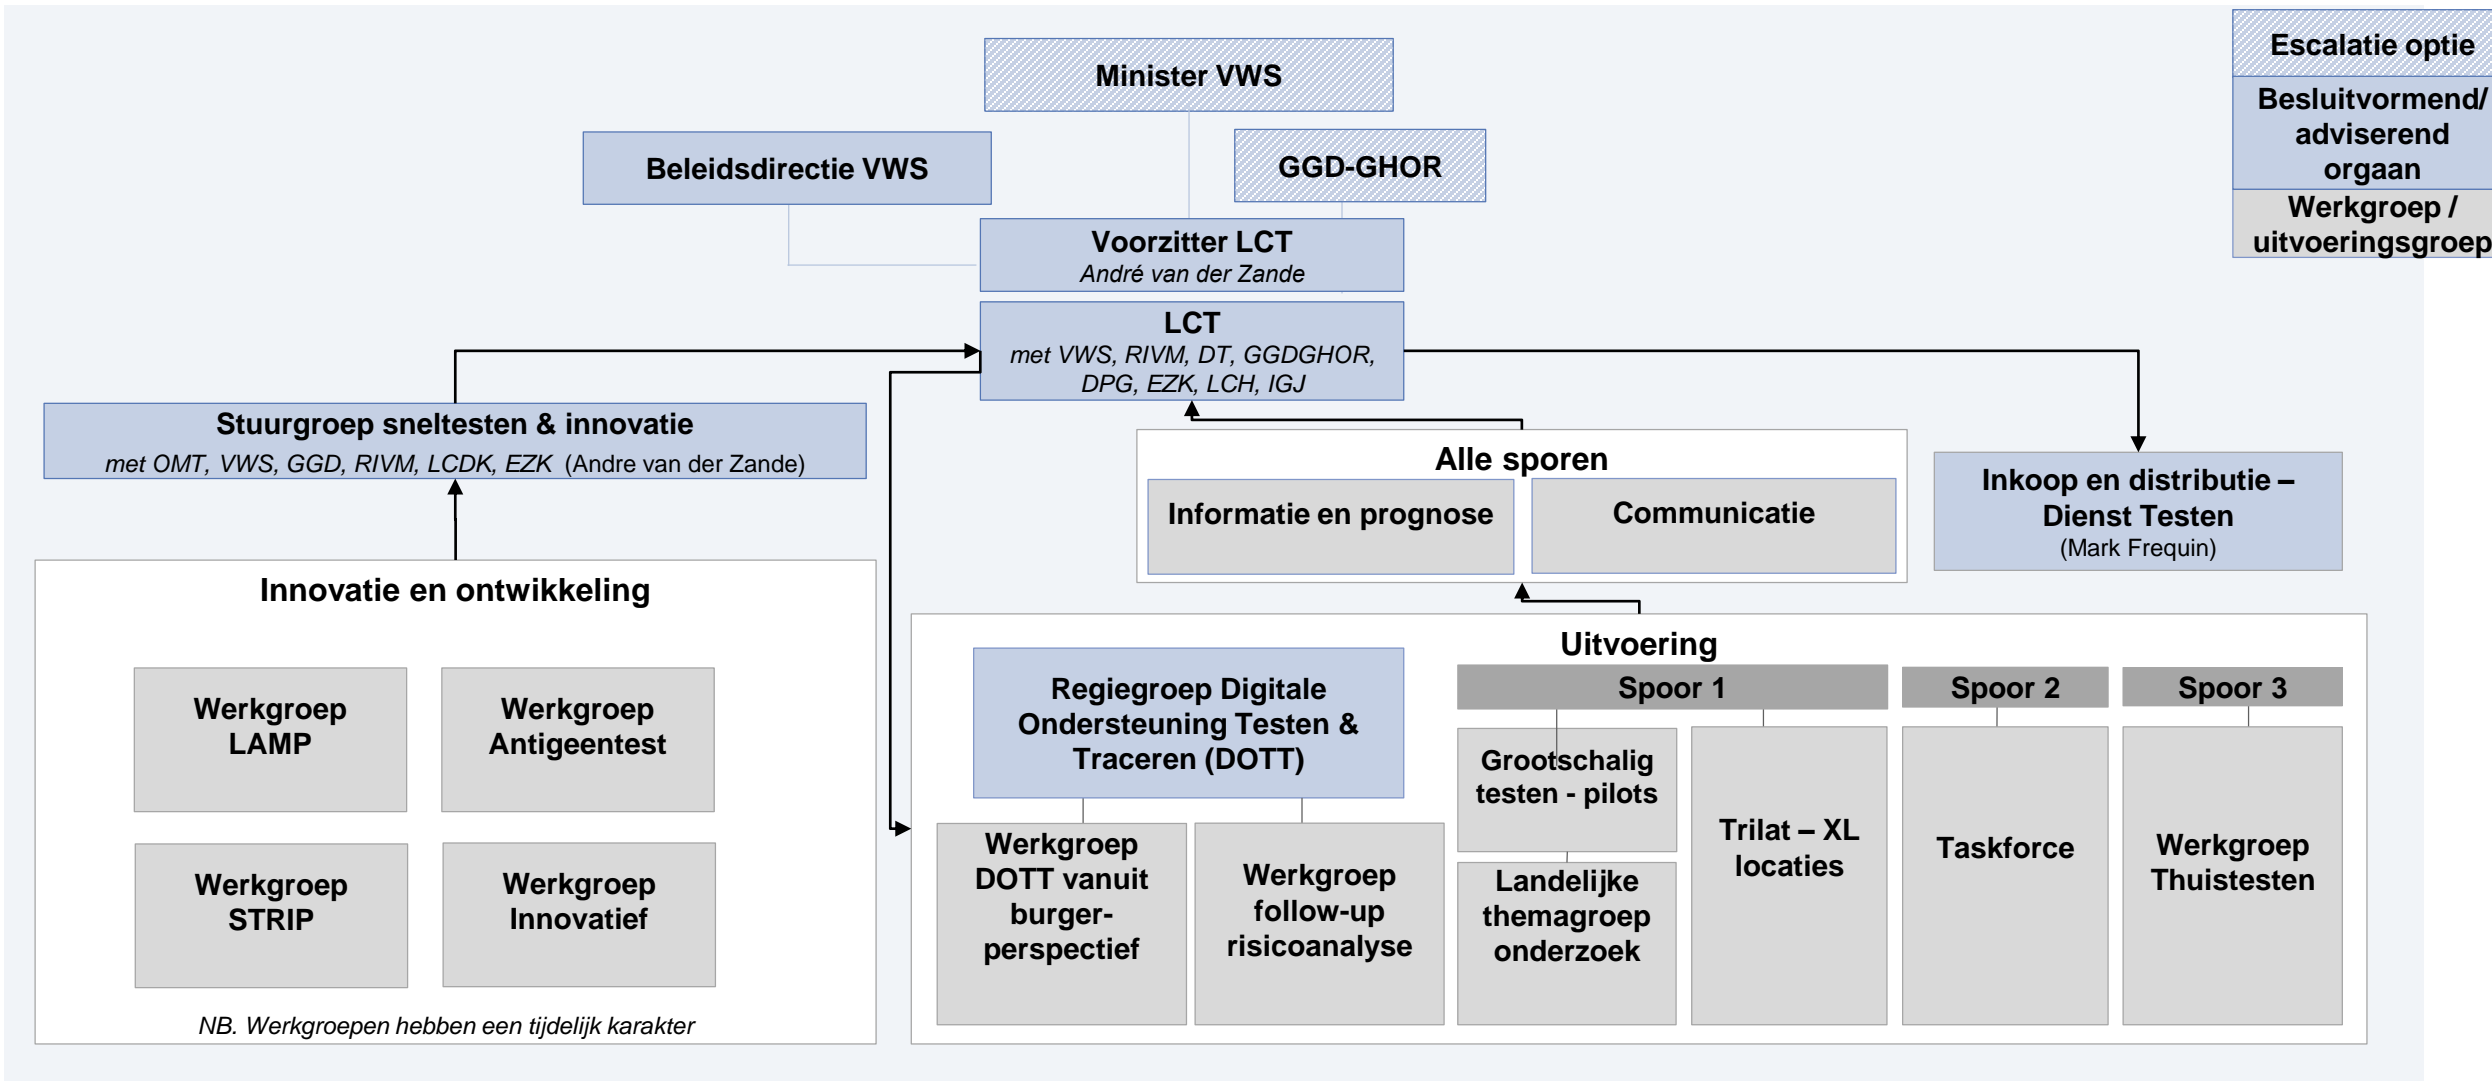 Minister VWS
Beleidsdirectie VWS
GGD-GHOR
Escalatie optie
Besluitvormend/
adviserend
orgaan
Werkgroep /
uitvoeringsgroep
Voorzitter LCT
André van der Zande
LCT
met VWS, RIVM, DT, GGDGHOR,
DPG, EZK, LCH, IGJ
Stuurgroep sneltesten & innovatie
met OMT, VWS, GGD, RIVM, LCDK, EZK (Andre van der Zande)
Alle sporen
Informatie en prognose
Communicatie
Inkoop en distributie –
Dienst Testen
(Mark Frequin)
Innovatie en ontwikkeling
Werkgroep
LAMP
Werkgroep
Antigeentest
Werkgroep
STRIP
Werkgroep
Innovatief
NB. Werkgroepen hebben een tijdelijk karakter
Uitvoering
Regiegroep Digitale
Ondersteuning Testen &
Traceren (DOTT)
Werkgroep
DOTT vanuit
burger-
perspectief
Werkgroep
follow-up
risicoanalyse
Spoor 1
Grootschalig
testen - pilots
Landelijke
themagroep
onderzoek
Trilat – XL
locaties
Spoor 2
Taskforce
Spoor 3
Werkgroep
Thuistesten